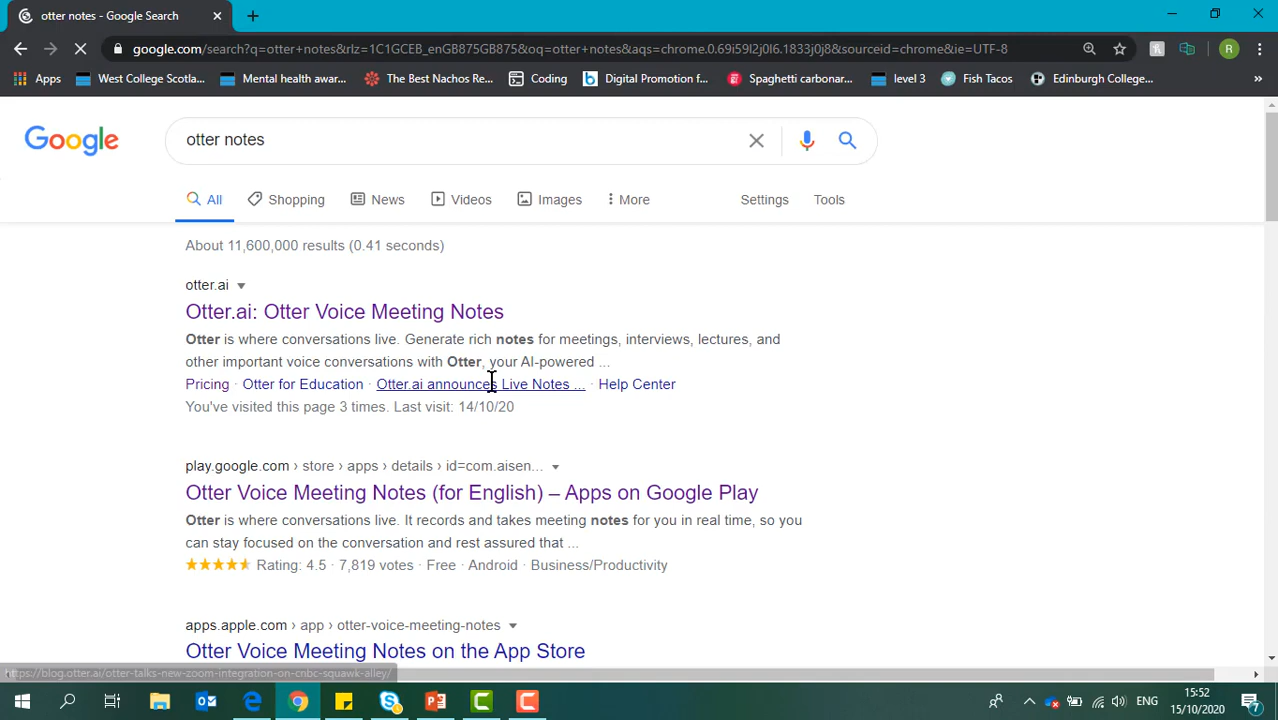 otter notes - Google Search
google.com/search?q=otter+notes&rlz=1C1GCEB_enGB875GB875&oq=otter+notes&aqs=chrome.0.69i59l2j0l6.1833j0j8&sourceid=chrome&ie=UTF-8
R
Apps West College Scotla... Mental health awar... The Best Nachos Re... Coding Digital Promotion f... Spaghetti carbonar... level 3 Fish Tacos Edinburgh College... »
Google
otter notes
All Shopping News Videos Images More Settings Tools
About 11,600,000 results (0.41 seconds)
otter.ai
Otter.ai: Otter Voice Meeting Notes
Otter is where conversations live. Generate rich notes for meetings, interviews, lectures, and
other important voice conversations with Otter, your AI-powered ...
Pricing · Otter for Education · Otter.ai announces Live Notes ... · Help Center
You've visited this page 3 times. Last visit: 14/10/20
play.google.com › store › apps › details › id=com.aisen...
Otter Voice Meeting Notes (for English) – Apps on Google Play
Otter is where conversations live. It records and takes meeting notes for you in real time, so you
can stay focused on the conversation and rest assured that ...
Rating: 4.5 · 7,819 votes · Free · Android · Business/Productivity
apps.apple.com › app › otter-voice-meeting-notes
Otter Voice Meeting Notes on the App Store
https://blog.otter.ai/otter-talks-new-zoom-integration-on-cnbc-squawk-alley/
ENG
15:52
15/10/2020
7